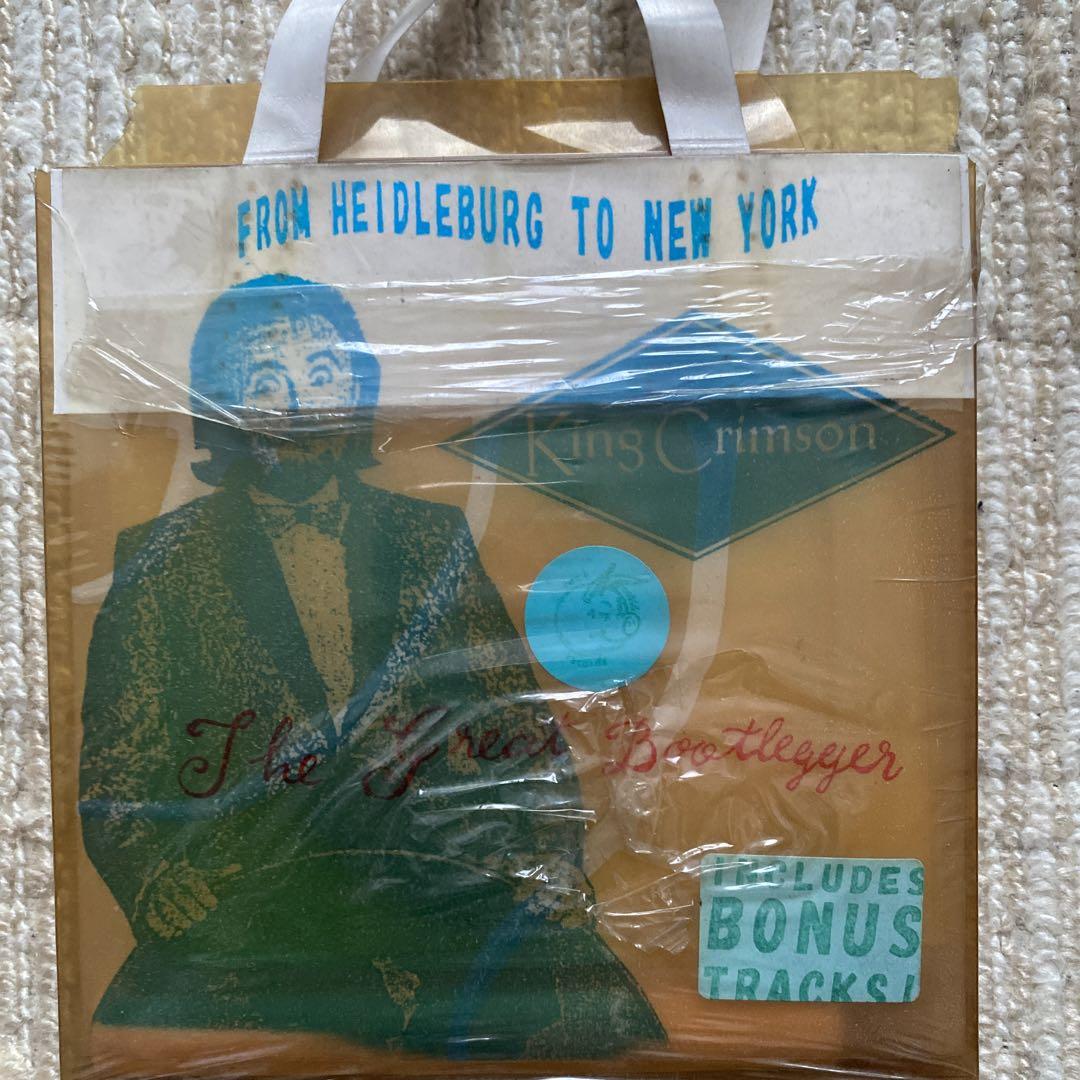 FROM HEIDLEBURG TO NEW YORK
King Crimson
The Great Bootlegger
INCLUDES
BONUS
TRACKS!